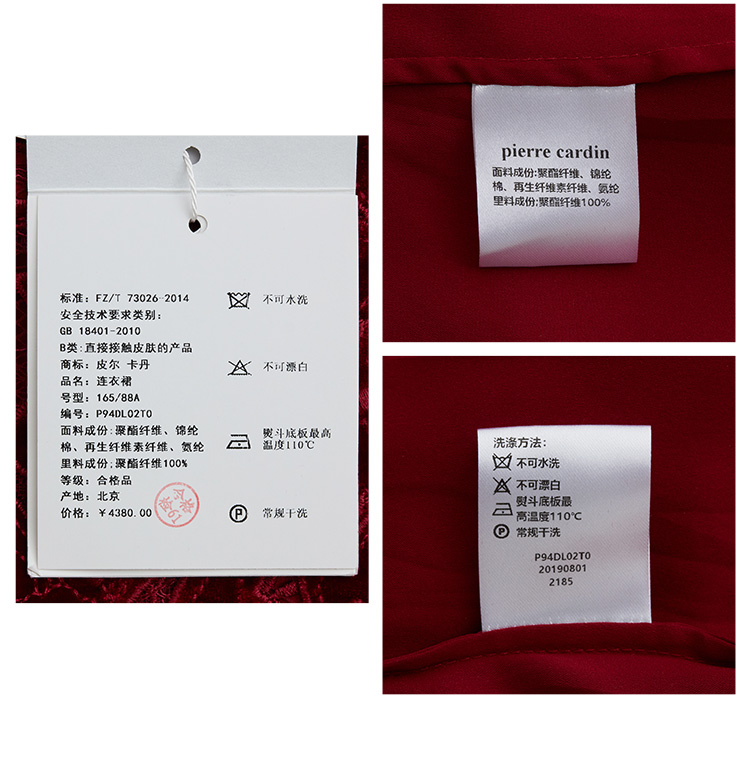 标准: FZ/T 73026-2014
安全技术要求类别:
GB 18401-2010
B类:直接接触皮肤的产品
商标: 皮尔 卡丹
品名: 连衣裙
号型: 165/88A
编号: P94DL02T0
面料成份:聚酯纤维、锦纶
棉、再生纤维素纤维、氨纶
里料成份;聚酯纤维100%
等级: 合格品
产地: 北京
价格: ￥4380.00
不可水洗
不可漂白
熨斗底板最高
温度110℃
P 常规干洗
pierre cardin
面料成份:聚酯纤维、锦纶
棉、再生纤维素纤维、氨纶
里料成份;聚酯纤维100%
洗涤方法:
不可水洗
不可漂白
熨斗底板最
高温度110℃
P 常规干洗
P94DL02T0
20190801
2185